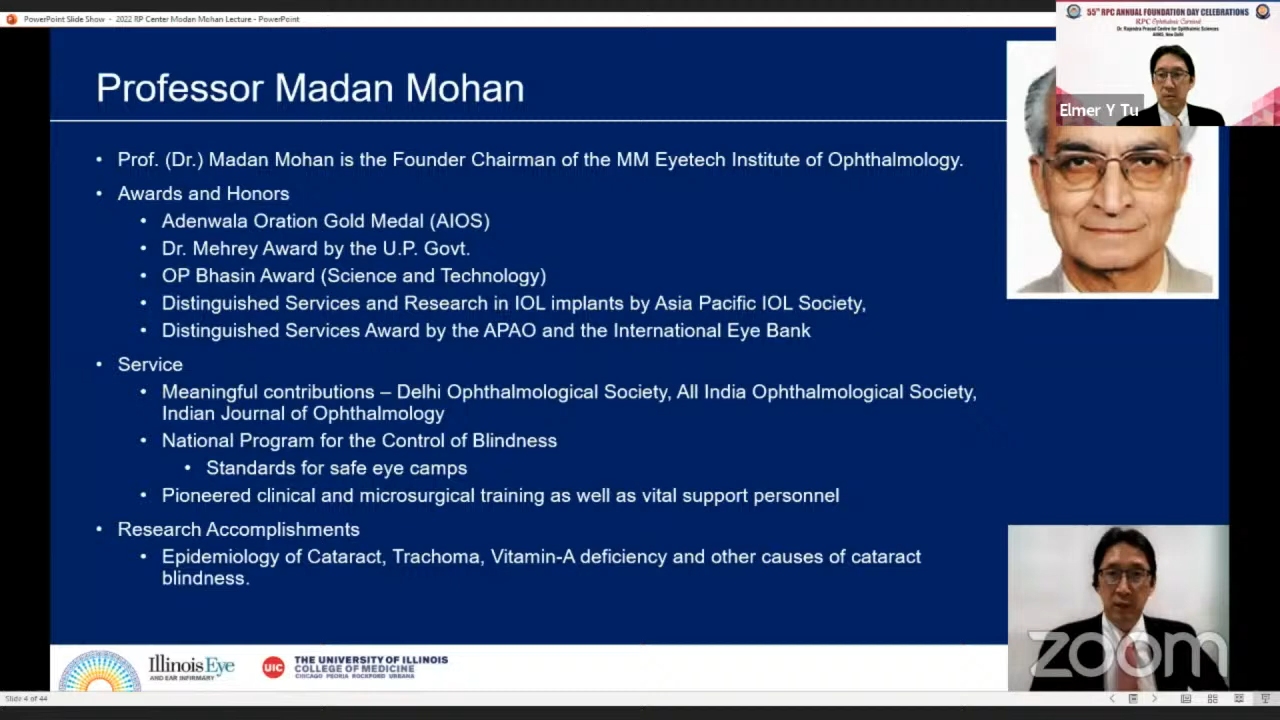 PowerPoint Slide Show - 2022 RP Center Modan Mohan Lecture - PowerPoint
55th RPC ANNUAL FOUNDATION DAY CELEBRATIONS
RPC Ophthalmic Carnival
Dr. Rajendra Prasad Centre for Ophthalmic Sciences
AIIMS, New Delhi
Elmer Y Tu
Professor Madan Mohan
• Prof. (Dr.) Madan Mohan is the Founder Chairman of the MM Eyetech Institute of Ophthalmology.
• Awards and Honors
• Adenwala Oration Gold Medal (AIOS)
• Dr. Mehrey Award by the U.P. Govt.
• OP Bhasin Award (Science and Technology)
• Distinguished Services and Research in IOL implants by Asia Pacific IOL Society,
• Distinguished Services Award by the APAO and the International Eye Bank
• Service
• Meaningful contributions – Delhi Ophthalmological Society, All India Ophthalmological Society,
Indian Journal of Ophthalmology
• National Program for the Control of Blindness
• Standards for safe eye camps
• Pioneered clinical and microsurgical training as well as vital support personnel
• Research Accomplishments
• Epidemiology of Cataract, Trachoma, Vitamin-A deficiency and other causes of cataract
blindness.
zoom
Illinois Eye
AND EAR INFIRMARY
UIC
THE UNIVERSITY OF ILLINOIS
COLLEGE OF MEDICINE
CHICAGO PEORIA ROCKFORD URBANA
Slide 4 of 44